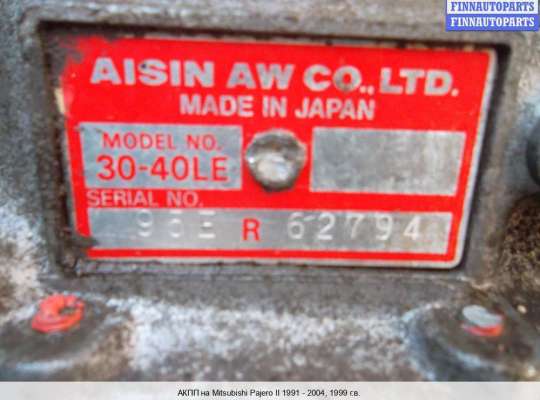 FINNAUTOPARTS
FINNAUTOPARTS
AISIN AW CO., LTD.
MADE IN JAPAN
MODEL NO.
30-40LE
SERIAL NO.
R 62794
АКПП на Mitsubishi Pajero II 1991 - 2004, 1999 г.в.